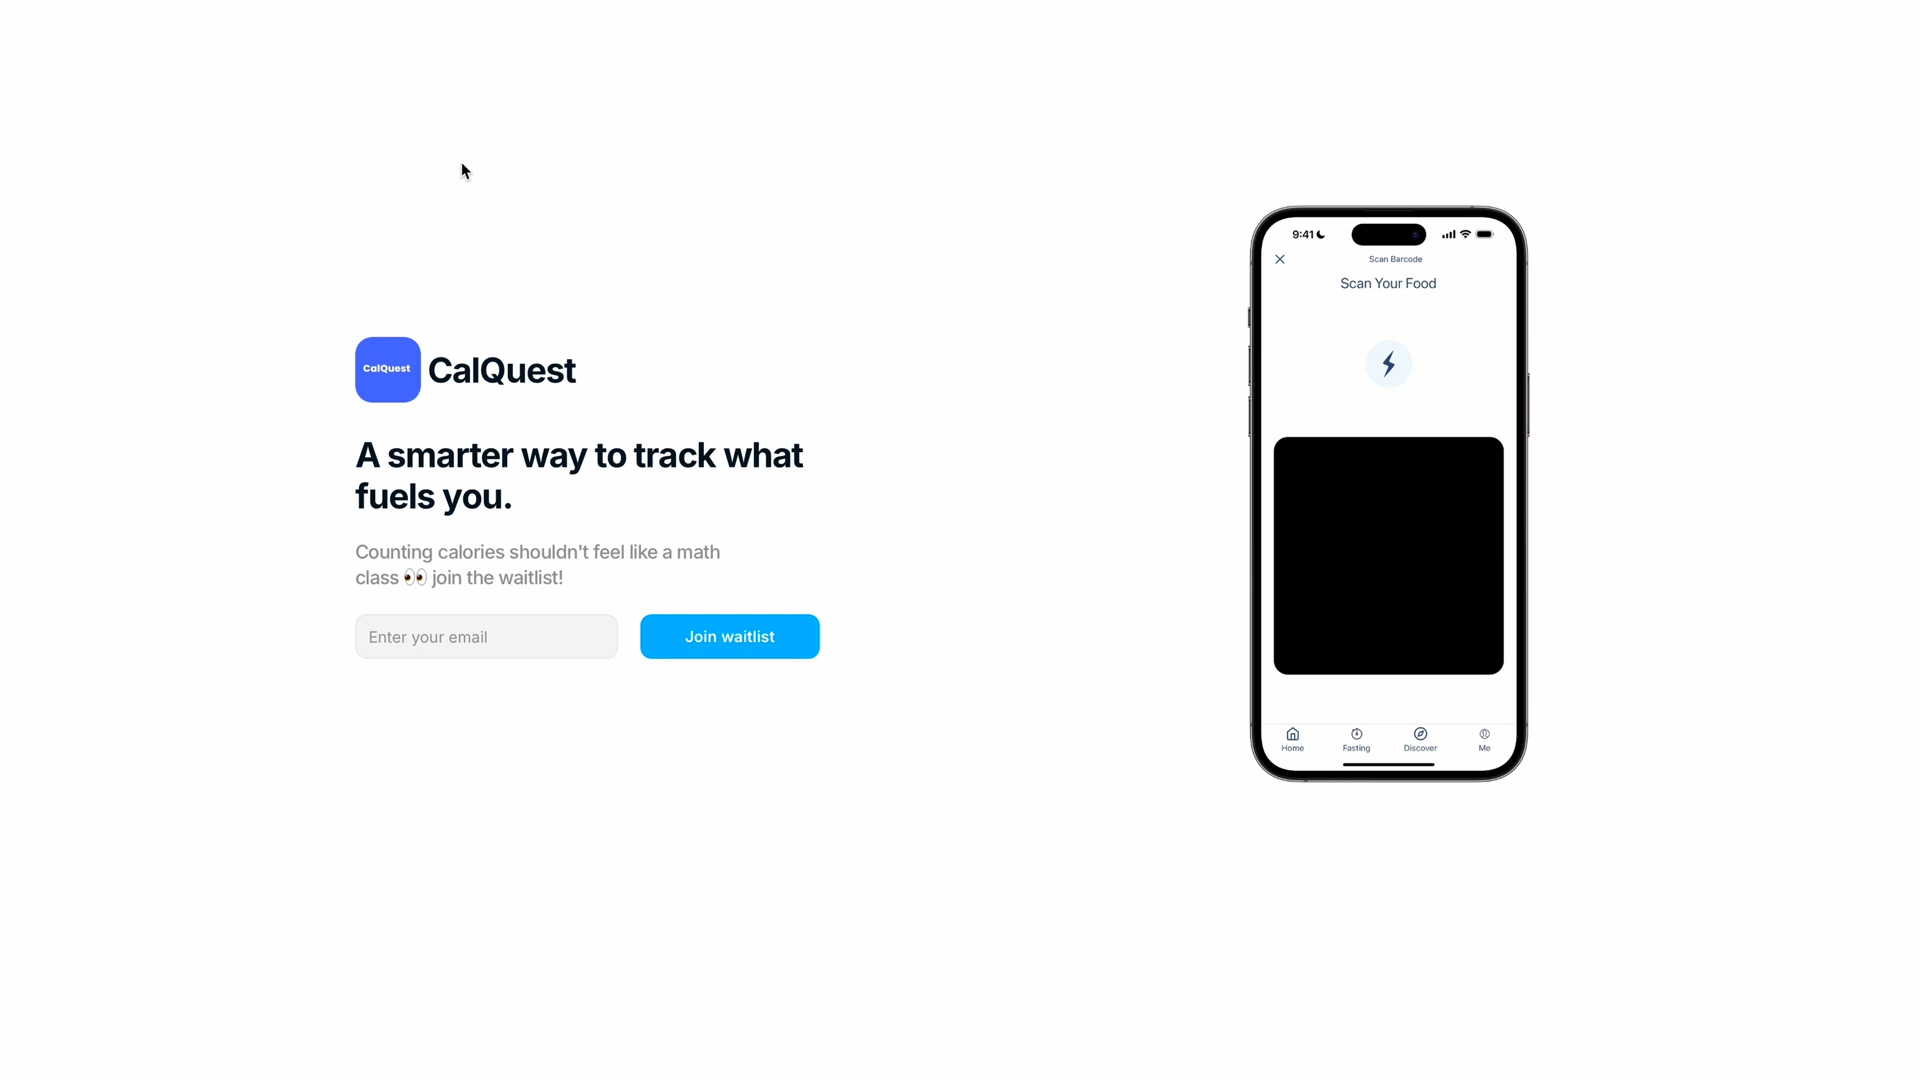 CalQuest
CalQuest
A smarter way to track what
fuels you.
Counting calories shouldn't feel like a math
class 👀 join the waitlist!
Enter your email
Join waitlist
9:41
Scan Barcode
Scan Your Food
Home
Fasting
Discover
Me